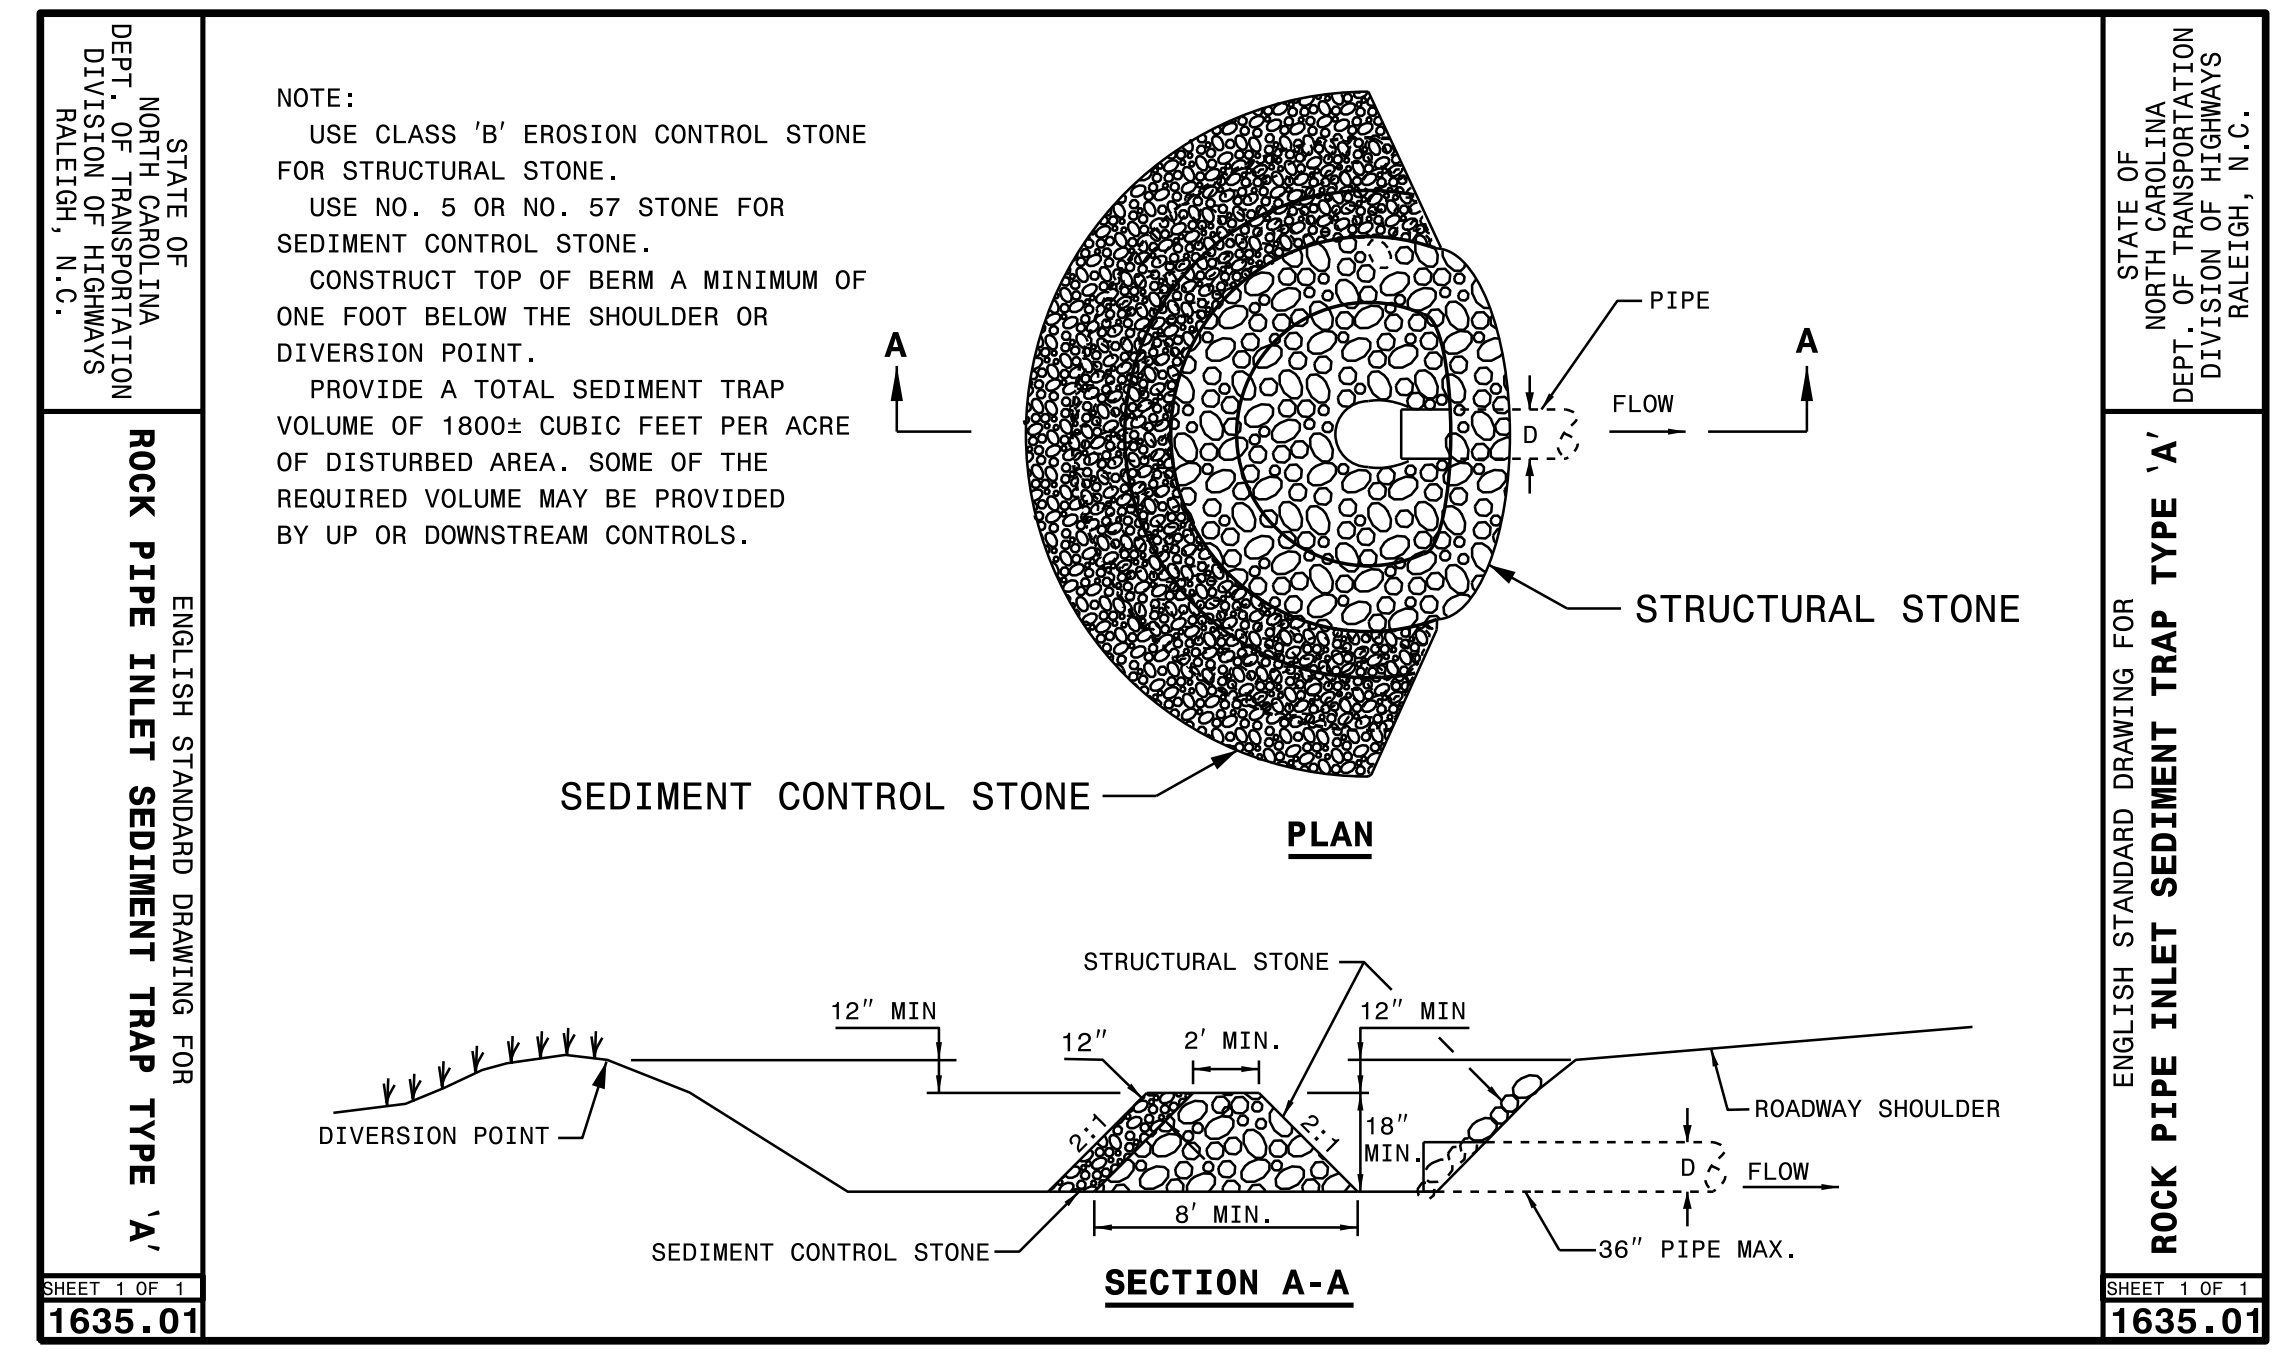 STATE OF
NORTH CAROLINA
DEPT. OF TRANSPORTATION
DIVISION OF HIGHWAYS
RALEIGH, N.C.
ENGLISH STANDARD DRAWING FOR
ROCK PIPE INLET SEDIMENT TRAP TYPE 'A'
SHEET 1 OF 1
1635.01
NOTE:
USE CLASS 'B' EROSION CONTROL STONE
FOR STRUCTURAL STONE.
USE NO. 5 OR NO. 57 STONE FOR
SEDIMENT CONTROL STONE.
CONSTRUCT TOP OF BERM A MINIMUM OF
ONE FOOT BELOW THE SHOULDER OR
DIVERSION POINT.
PROVIDE A TOTAL SEDIMENT TRAP
VOLUME OF 1800± CUBIC FEET PER ACRE
OF DISTURBED AREA. SOME OF THE
REQUIRED VOLUME MAY BE PROVIDED
BY UP OR DOWNSTREAM CONTROLS.
A
PIPE
A
FLOW
D
STRUCTURAL STONE
SEDIMENT CONTROL STONE
PLAN
STRUCTURAL STONE
12" MIN
12"
2' MIN.
12" MIN
2:1
2:1
18"
MIN.
DIVERSION POINT
ROADWAY SHOULDER
D
FLOW
8' MIN.
SEDIMENT CONTROL STONE
36" PIPE MAX.
SECTION A-A
STATE OF
NORTH CAROLINA
DEPT. OF TRANSPORTATION
DIVISION OF HIGHWAYS
RALEIGH, N.C.
ENGLISH STANDARD DRAWING FOR
ROCK PIPE INLET SEDIMENT TRAP TYPE 'A'
SHEET 1 OF 1
1635.01